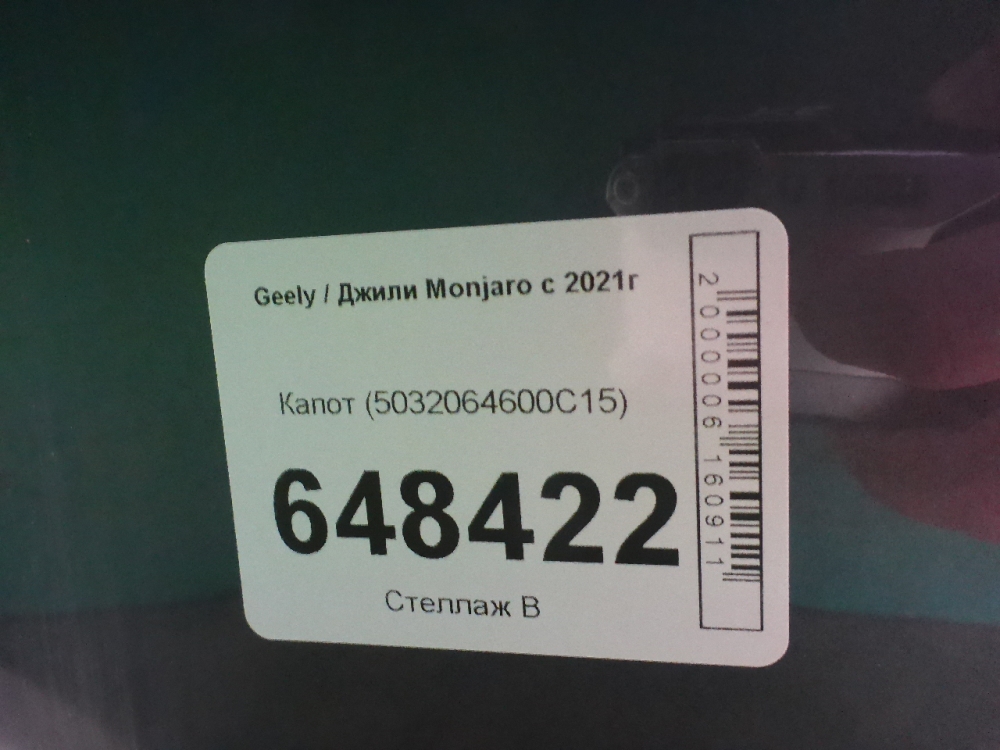 Geely / Джили Monjaro с 2021г
Капот (5032064600C15)
648422
Стеллаж В
2000006160911